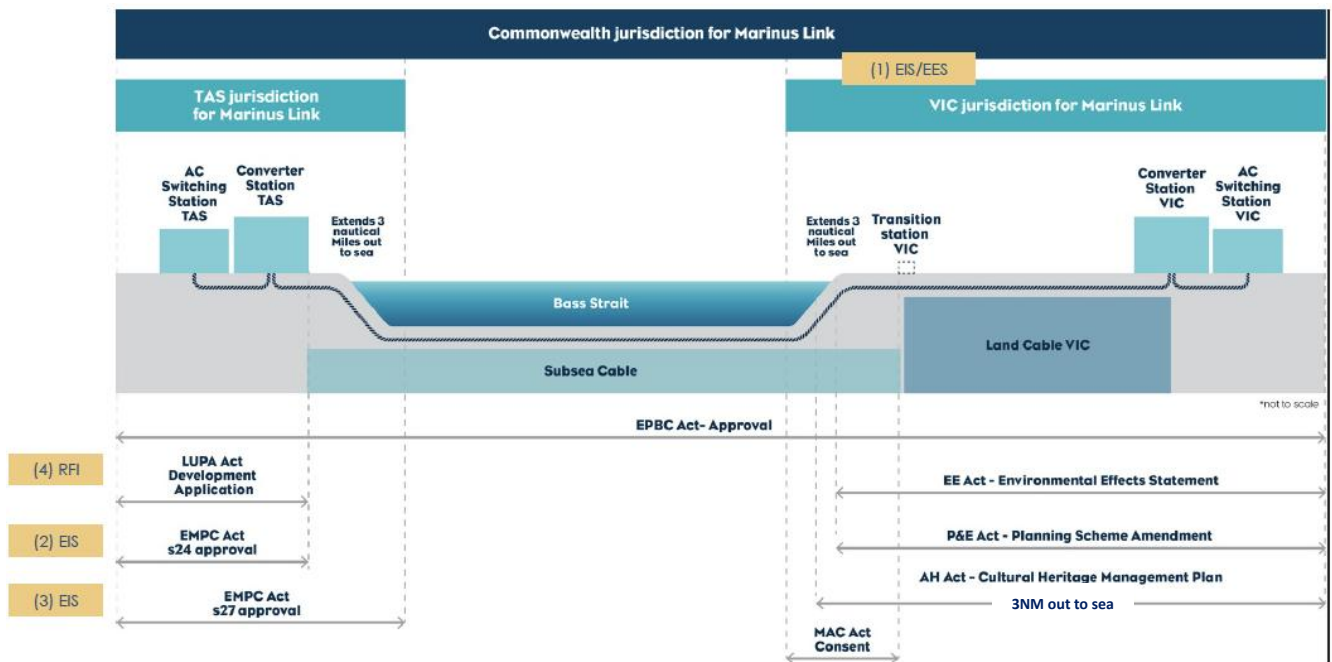 Commonwealth jurisdiction for Marinus Link
(1) EIS/EES
TAS jurisdiction
for Marinus Link
VIC jurisdiction for Marinus Link
AC
Switching
Station
TAS
Converter
Station
TAS
Extends 3
nautical
Miles out
to sea
Extends 3
nautical
Miles out
to sea
Transition
station
VIC
Converter
Station
VIC
AC
Switching
Station
VIC
Bass Strait
Land Cable VIC
Subsea Cable
*not to scale
EPBC Act- Approval
(4) RFI
LUPA Act
Development
Application
EE Act - Environmental Effects Statement
(2) EIS
EMPC Act
s24 approval
P&E Act - Planning Scheme Amendment
(3) EIS
EMPC Act
s27 approval
AH Act - Cultural Heritage Management Plan
3NM out to sea
MAC Act
Consent